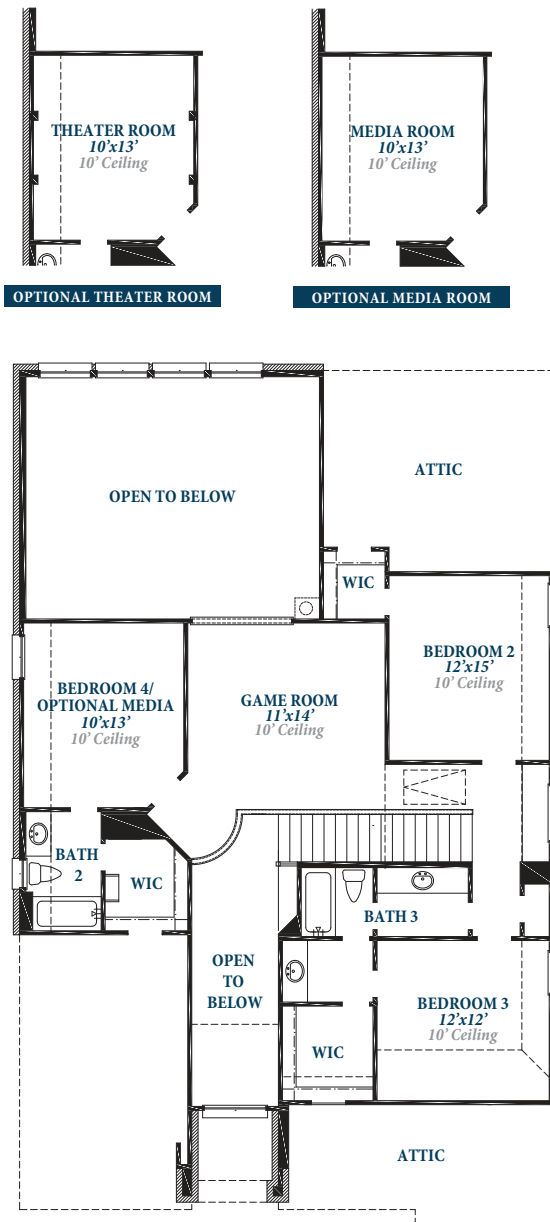 THEATER ROOM
10'x13'
10' Ceiling
MEDIA ROOM
10'x13'
10' Ceiling
OPTIONAL THEATER ROOM
OPTIONAL MEDIA ROOM
OPEN TO BELOW
ATTIC
WIC
BEDROOM 2
12'x15'
10' Ceiling
BEDROOM 4/
OPTIONAL MEDIA
10'x13'
10' Ceiling
GAME ROOM
11'x14'
10' Ceiling
BATH
2
WIC
BATH 3
OPEN
TO
BELOW
BEDROOM 3
12'x12'
10' Ceiling
WIC
ATTIC